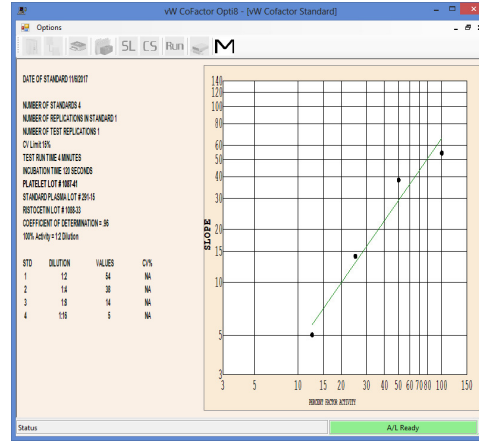 vW CoFactor Opti8 - [vW Cofactor Standard]
Options
SL CS Run M
DATE OF STANDARD 11/6/2017
NUMBER OF STANDARDS 4
NUMBER OF REPLICATIONS IN STANDARD 1
NUMBER OF TEST REPLICATIONS 1
CV Limit 15%
TEST RUN TIME 4 MINUTES
INCUBATION TIME 120 SECONDS
PLATELET LOT # 1087-41
STANDARD PLASMA LOT # 291-15
RISTOCETIN LOT # 1088-33
COEFFICIENT OF DETERMINATION = .96
100% Activity = 1:2 Dilution
STD DILUTION VALUES CV%
1 1:2 54 NA
2 1:4 38 NA
3 1:8 14 NA
4 1:16 5 NA
SLOPE
140
120
100
80
60
50
40
30
20
15
10
5
3
3 5 10 15 20 30 40 50 60 70 80 100 150
PERCENT FACTOR ACTIVITY
Status
A/L Ready